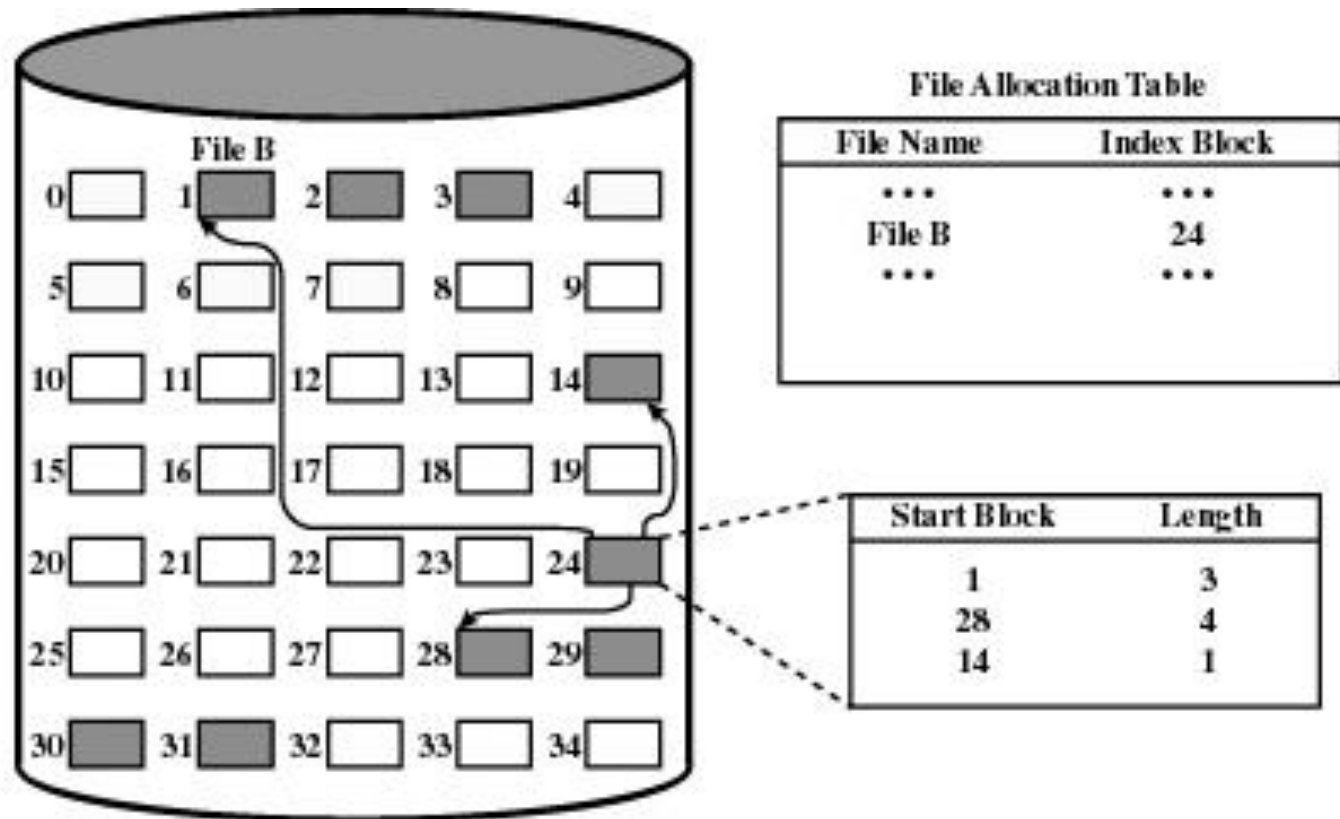 File B
0 1 2 3 4
5 6 7 8 9
10 11 12 13 14
15 16 17 18 19
20 21 22 23 24
25 26 27 28 29
30 31 32 33 34
File Allocation Table
File Name Index Block
• • • • • •
File B 24
• • • • • •
Start Block Length
1 3
28 4
14 1